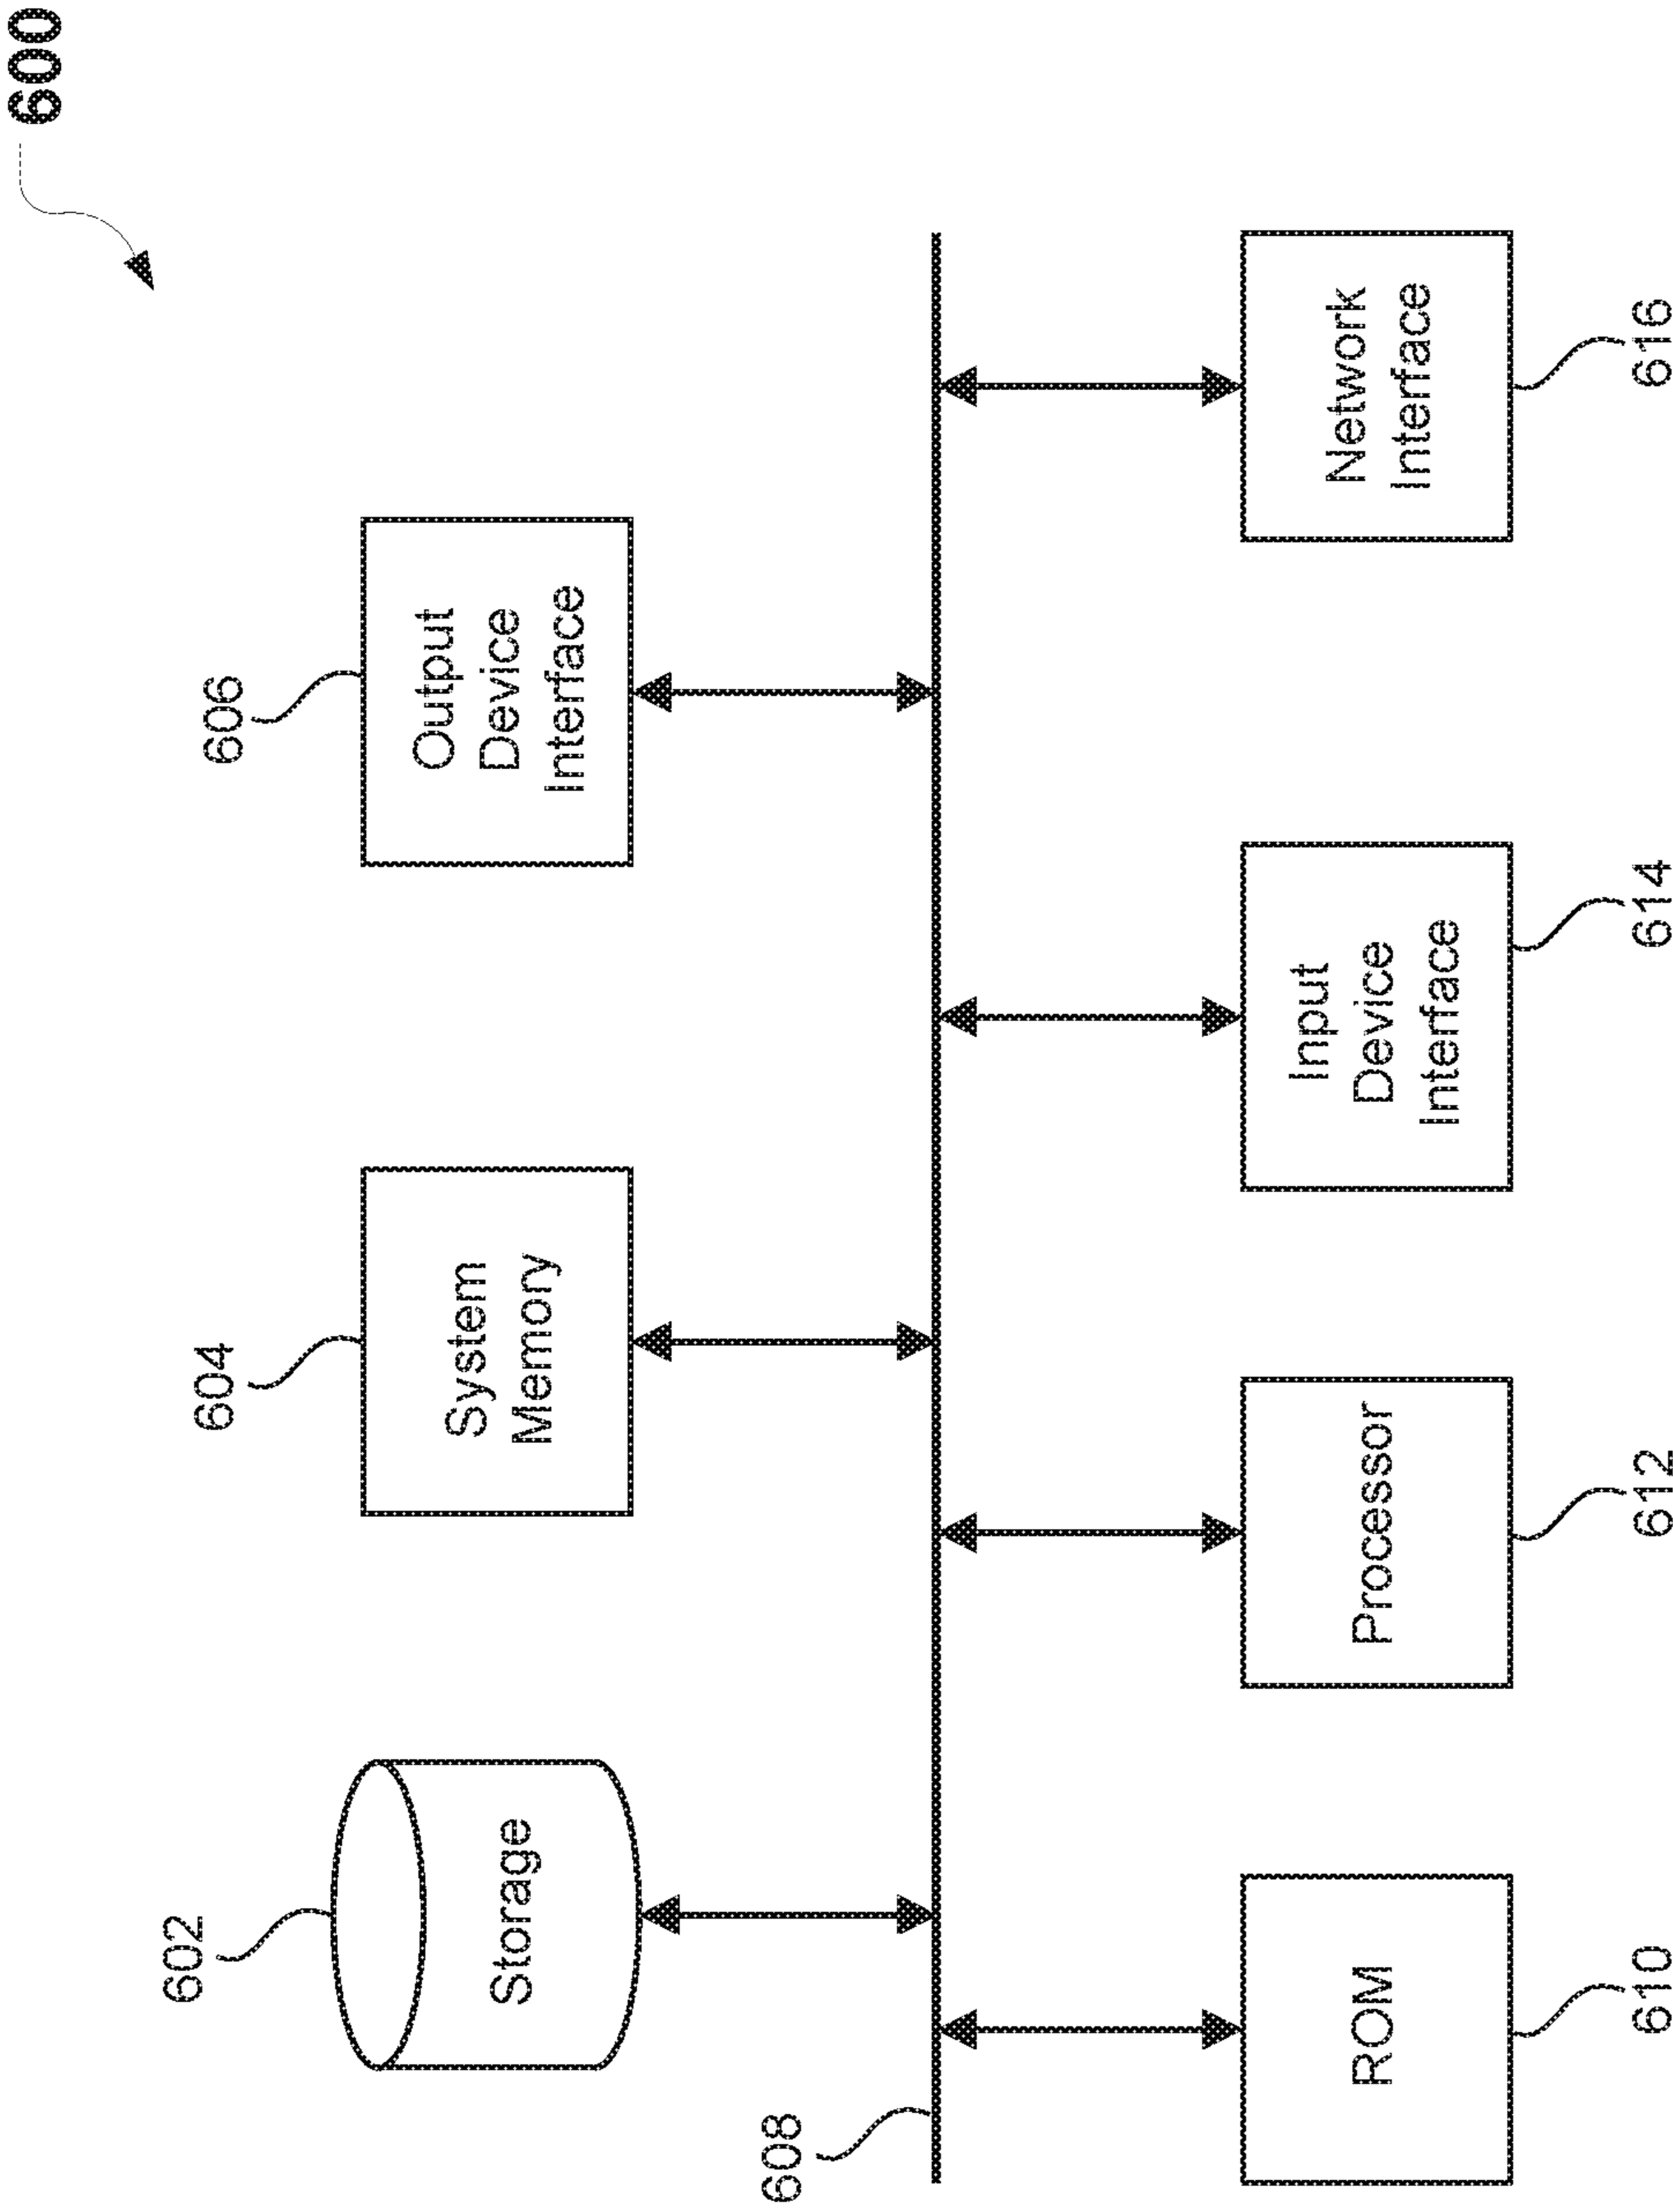 600
602
604
606
Storage
System
Memory
Output
Device
Interface
608
ROM
Processor
Input
Device
Interface
Network
Interface
610
612
614
616